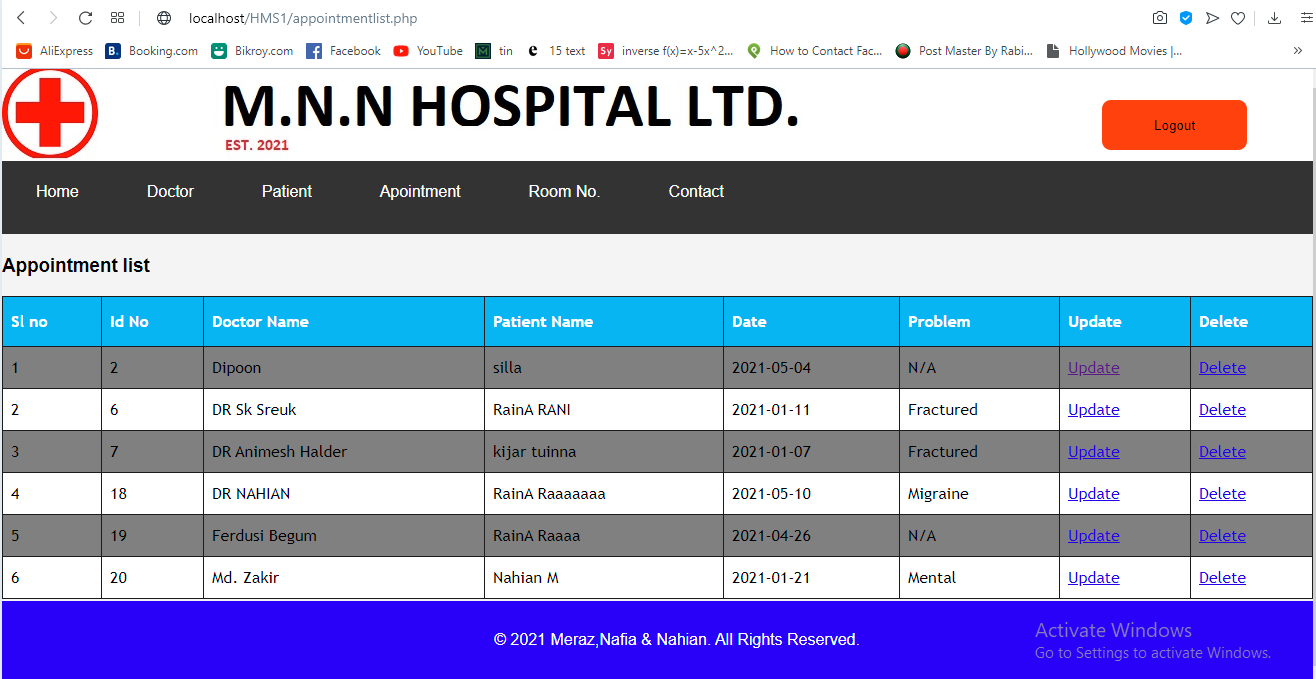 localhost/HMS1/appointmentlist.php
AliExpress Booking.com Bikroy.com Facebook YouTube tin 15 text inverse f(x)=x-5x^2... How to Contact Fac... Post Master By Rabi... Hollywood Movies |... »
M.N.N HOSPITAL LTD.
EST. 2021
Logout
Home Doctor Patient Apointment Room No. Contact
Appointment list
Sl no Id No Doctor Name Patient Name Date Problem Update Delete
1 2 Dipoon silla 2021-05-04 N/A Update Delete
2 6 DR Sk Sreuk RainA RANI 2021-01-11 Fractured Update Delete
3 7 DR Animesh Halder kijar tuinna 2021-01-07 Fractured Update Delete
4 18 DR NAHIAN RainA Raaaaaaa 2021-05-10 Migraine Update Delete
5 19 Ferdusi Begum RainA Raaaa 2021-04-26 N/A Update Delete
6 20 Md. Zakir Nahian M 2021-01-21 Mental Update Delete
© 2021 Meraz,Nafia & Nahian. All Rights Reserved.
Activate Windows
Go to Settings to activate Windows.